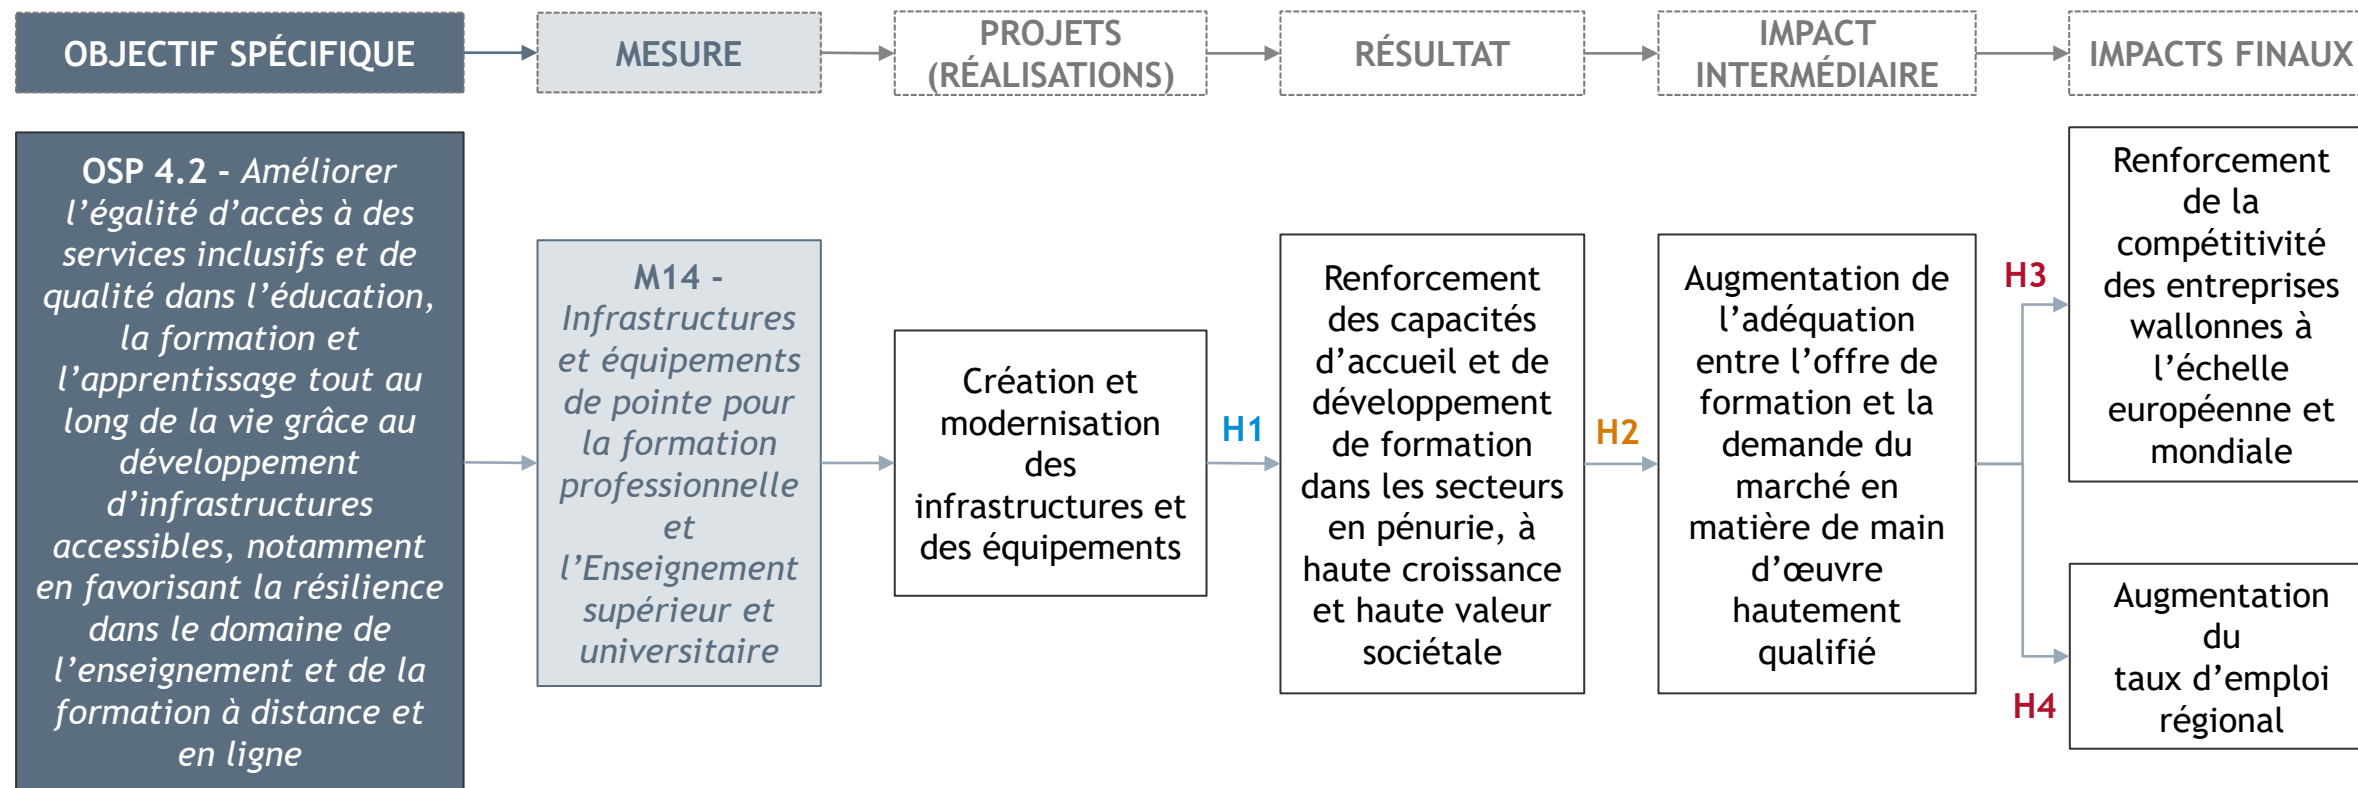 OBJECTIF SPÉCIFIQUE
MESURE
PROJETS
(RÉALISATIONS)
RÉSULTAT
IMPACT
INTERMÉDIAIRE
IMPACTS FINAUX
OSP 4.2 - Améliorer
l’égalité d’accès à des
services inclusifs et de
qualité dans l’éducation,
la formation et
l’apprentissage tout au
long de la vie grâce au
développement
d’infrastructures
accessibles, notamment
en favorisant la résilience
dans le domaine de
l’enseignement et de la
formation à distance et
en ligne
M14 -
Infrastructures
et équipements
de pointe pour
la formation
professionnelle
et
l’Enseignement
supérieur et
universitaire
Création et
modernisation
des
infrastructures et
des équipements
H1
Renforcement
des capacités
d’accueil et de
développement
de formation
dans les secteurs
en pénurie, à
haute croissance
et haute valeur
sociétale
H2
Augmentation de
l’adéquation
entre l’offre de
formation et la
demande du
marché en
matière de main
d’œuvre
hautement
qualifié
H3
Renforcement
de la
compétitivité
des entreprises
wallonnes à
l’échelle
européenne et
mondiale
H4
Augmentation
du
taux d’emploi
régional